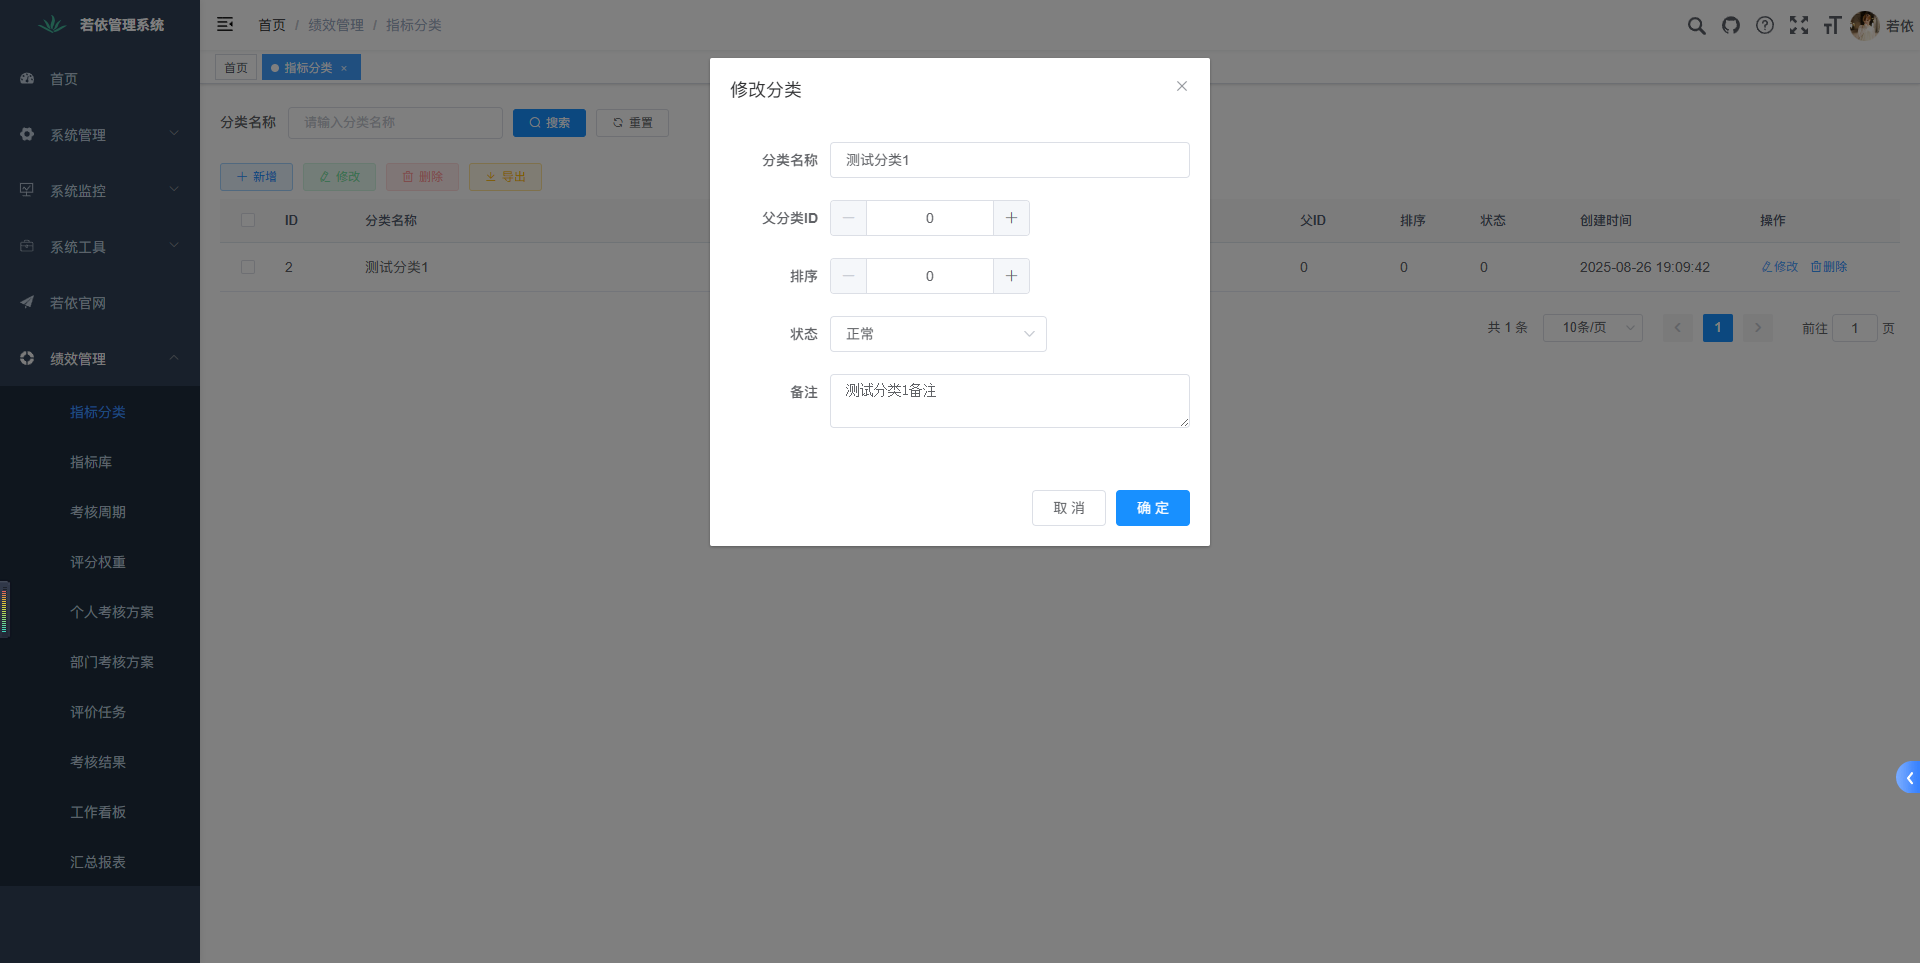 若依管理系统
首页
系统管理
系统监控
系统工具
若依官网
绩效管理
指标分类
指标库
考核周期
评分权重
个人考核方案
部门考核方案
评价任务
考核结果
工作看板
汇总报表
首页 / 绩效管理 / 指标分类
若依
首页
指标分类 ×
分类名称 请输入分类名称 搜索 重置
新增 修改 删除 导出
ID 分类名称 父ID 排序 状态 创建时间 操作
2 测试分类1 0 0 0 2025-08-26 19:09:42 修改 删除
共 1 条 10条/页 1 前往 1 页
修改分类
分类名称 测试分类1
父分类ID 0
排序 0
状态 正常
备注 测试分类1备注
取 消 确 定